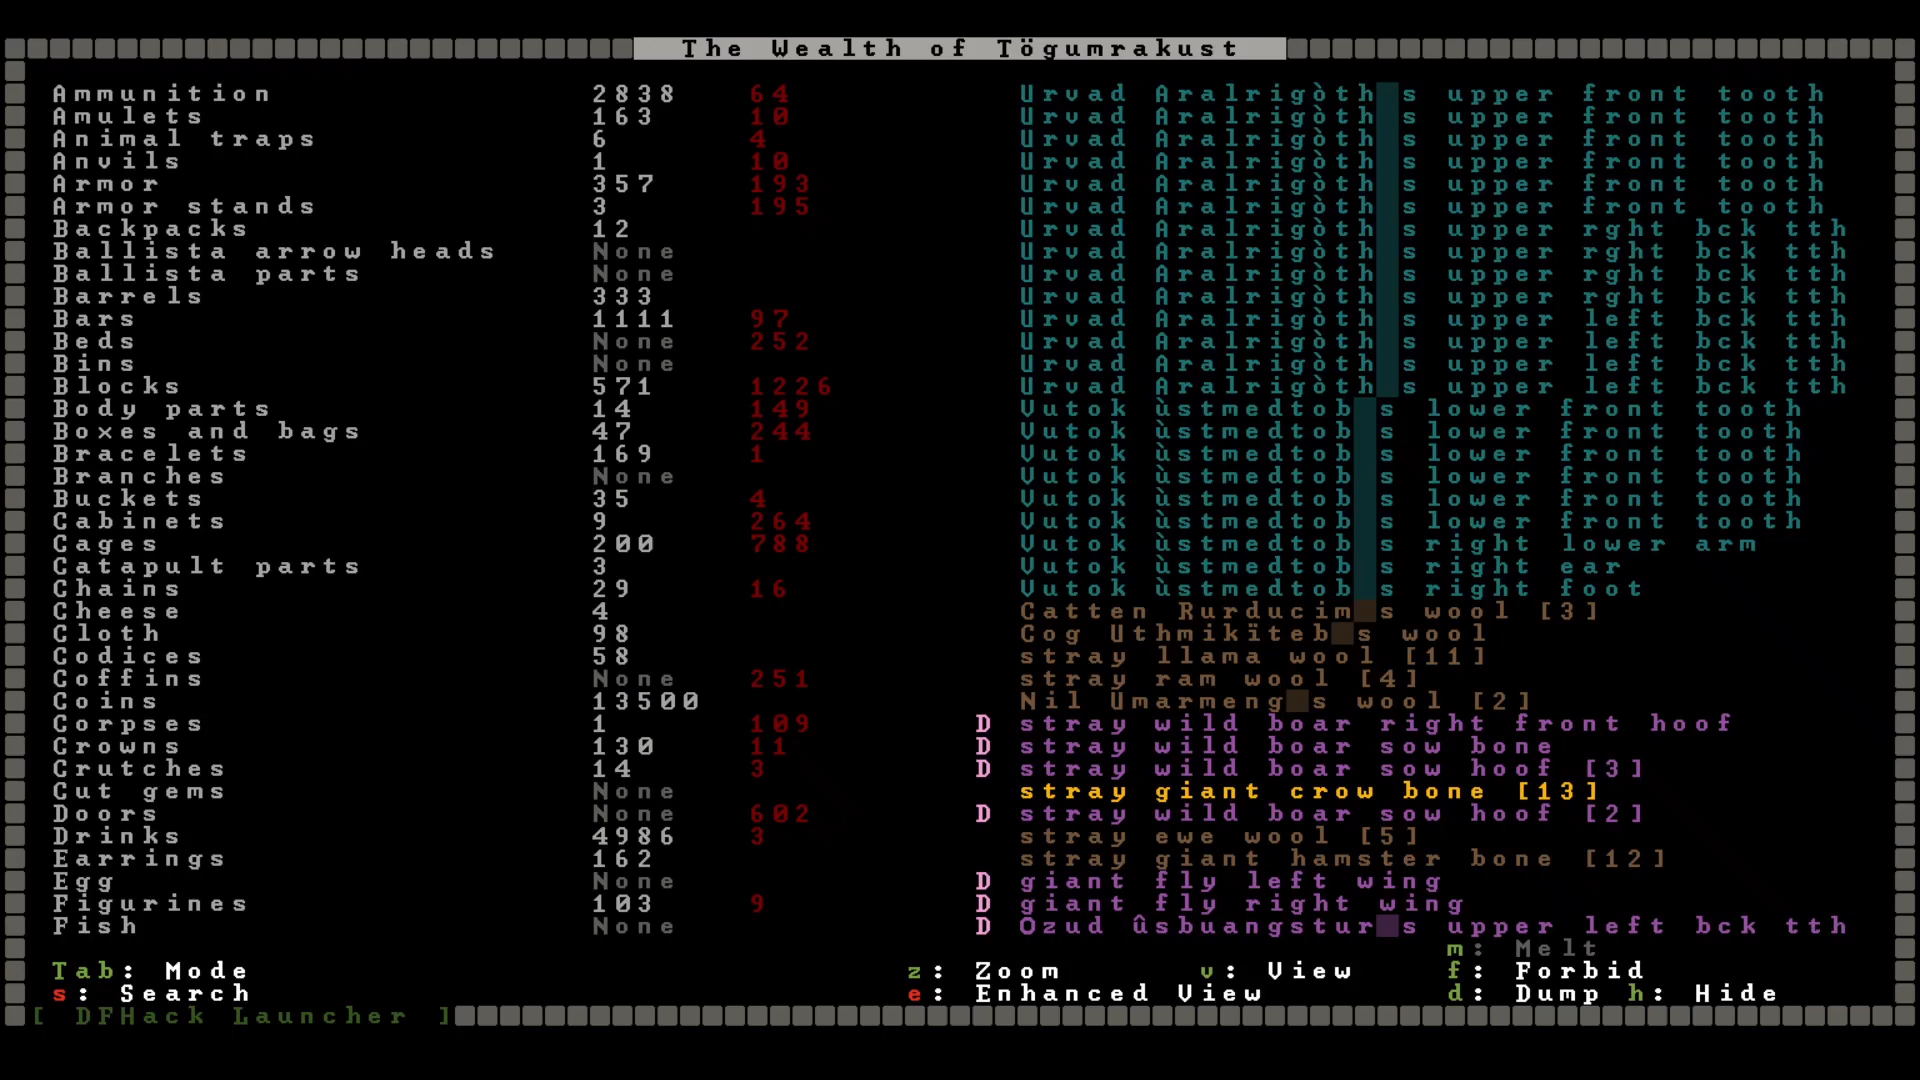 The Wealth of Tögumrakust
Ammunition 2838 64 Urvad Aralrigòth s upper front tooth
Amulets 163 10 Urvad Aralrigòth s upper front tooth
Animal traps 6 4 Urvad Aralrigòth s upper front tooth
Anvils 1 10 Urvad Aralrigòth s upper front tooth
Armor 357 193 Urvad Aralrigòth s upper front tooth
Armor stands 3 195 Urvad Aralrigòth s upper front tooth
Backpacks 12 Urvad Aralrigòth s upper rght bck tth
Ballista arrow heads None Urvad Aralrigòth s upper rght bck tth
Ballista parts None Urvad Aralrigòth s upper rght bck tth
Barrels 333 Urvad Aralrigòth s upper rght bck tth
Bars 1111 97 Urvad Aralrigòth s upper left bck tth
Beds None 252 Urvad Aralrigòth s upper left bck tth
Bins None Urvad Aralrigòth s upper left bck tth
Blocks 571 1226 Urvad Aralrigòth s upper left bck tth
Body parts 14 149 Vutok ùstmedtob s lower front tooth
Boxes and bags 47 244 Vutok ùstmedtob s lower front tooth
Bracelets 169 1 Vutok ùstmedtob s lower front tooth
Branches None Vutok ùstmedtob s lower front tooth
Buckets 35 4 Vutok ùstmedtob s lower front tooth
Cabinets 9 264 Vutok ùstmedtob s lower front tooth
Cages 200 788 Vutok ùstmedtob s right lower arm
Catapult parts 3 Vutok ùstmedtob s right ear
Chains 29 16 Vutok ùstmedtob s right foot
Cheese 4 Catten Rurducim s wool [3]
Cloth 98 Cog Uthmikïteb s wool
Codices 58 stray llama wool [11]
Coffins None 251 stray ram wool [4]
Coins 13500 Nil Umarmeng s wool [2]
Corpses 1 109 D stray wild boar right front hoof
Crowns 130 11 D stray wild boar sow bone
Crutches 14 3 D stray wild boar sow hoof [3]
Cut gems None stray giant crow bone [13]
Doors None 602 D stray wild boar sow hoof [2]
Drinks 4986 3 stray ewe wool [5]
Earrings 162 stray giant hamster bone [12]
Egg None D giant fly left wing
Figurines 103 9 D giant fly right wing
Fish None D Ozud ûsbuangstur s upper left bck tth
m: Melt
Tab: Mode z: Zoom v: View f: Forbid
s: Search e: Enhanced View d: Dump h: Hide
[ DFHack Launcher ]